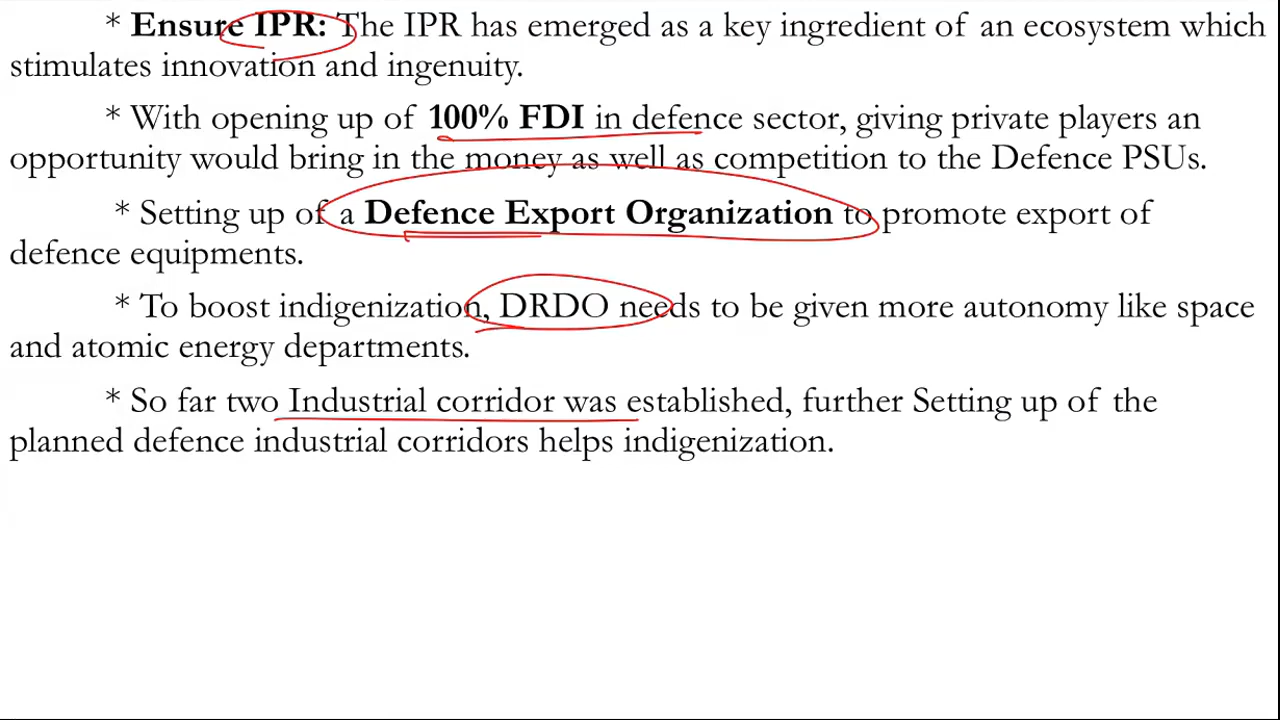 * Ensure IPR: The IPR has emerged as a key ingredient of an ecosystem which
stimulates innovation and ingenuity.
* With opening up of 100% FDI in defence sector, giving private players an
opportunity would bring in the money as well as competition to the Defence PSUs.
* Setting up of a Defence Export Organization to promote export of
defence equipments.
* To boost indigenization, DRDO needs to be given more autonomy like space
and atomic energy departments.
* So far two Industrial corridor was established, further Setting up of the
planned defence industrial corridors helps indigenization.